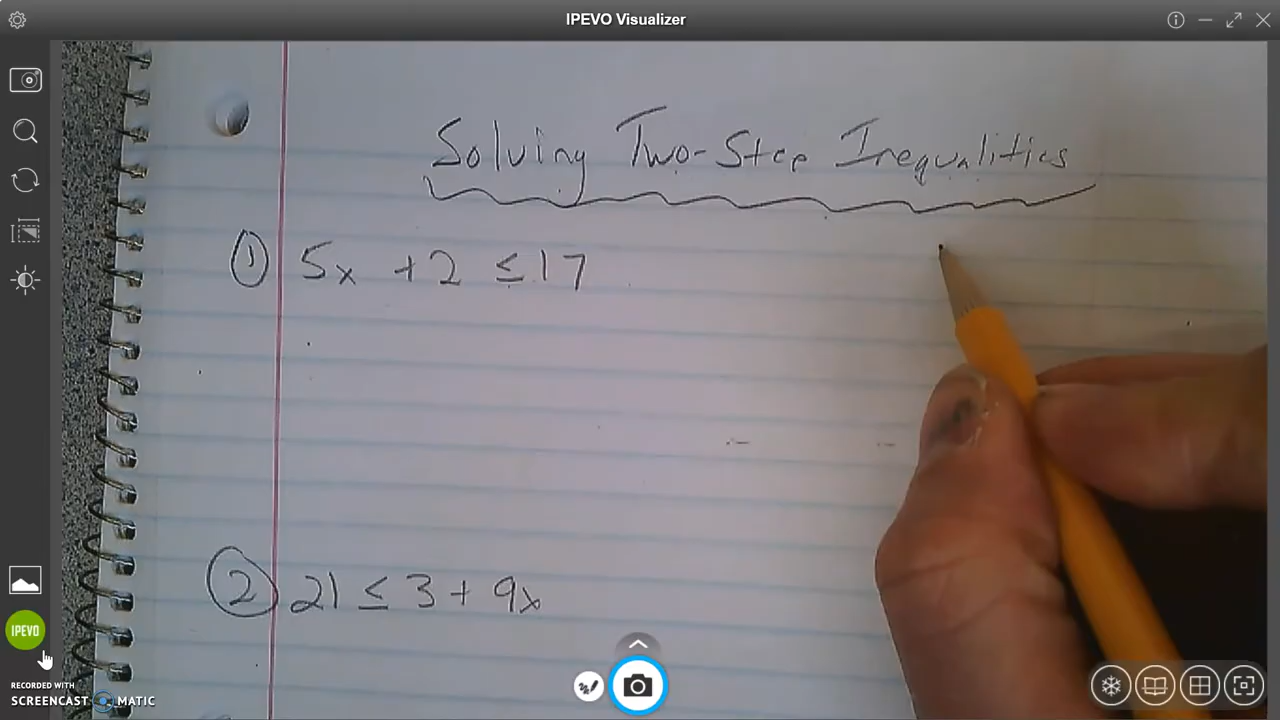 IPEVO Visualizer
Solving Two-Step Inequalities
① 5x + 2 ≤ 17
② 21 ≤ 3 + 9x
IPEVO
RECORDED WITH
SCREENCAST MATIC